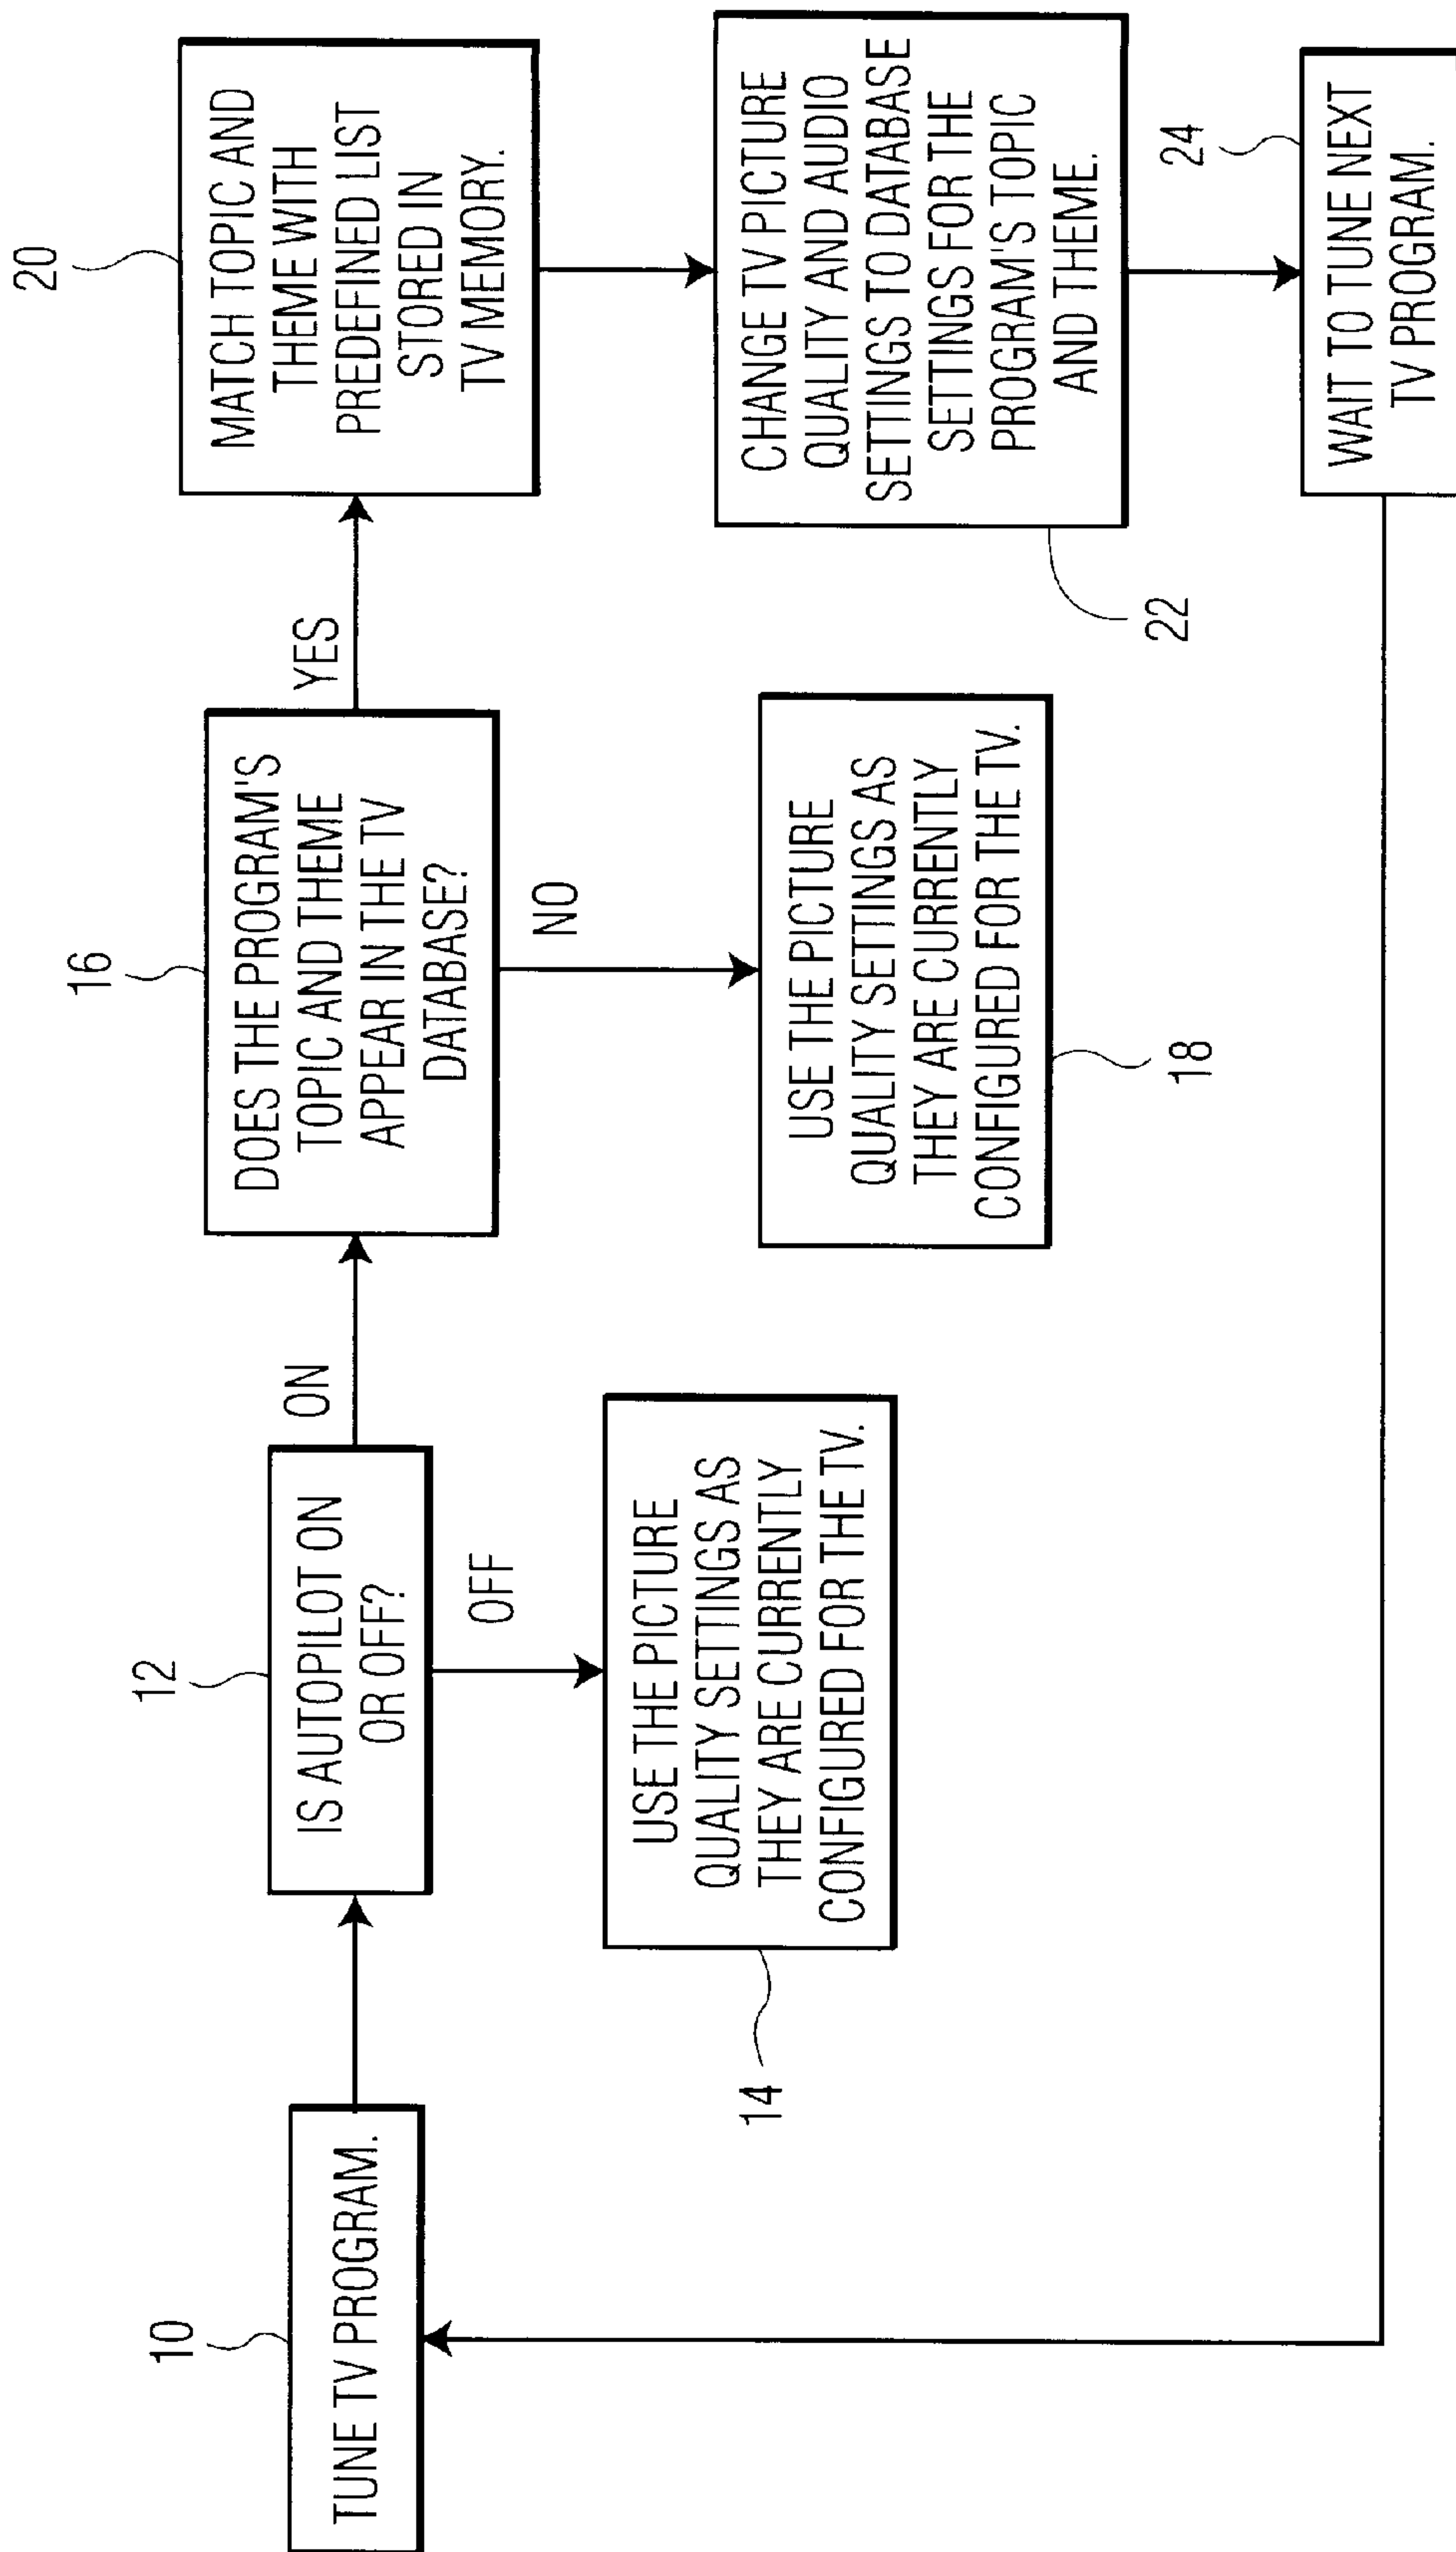 10
TUNE TV PROGRAM.
12
IS AUTOPILOT ON
OR OFF?
ON
OFF
14
USE THE PICTURE
QUALITY SETTINGS AS
THEY ARE CURRENTLY
CONFIGURED FOR THE TV.
16
DOES THE PROGRAM'S
TOPIC AND THEME
APPEAR IN THE TV
DATABASE?
YES
NO
18
USE THE PICTURE
QUALITY SETTINGS AS
THEY ARE CURRENTLY
CONFIGURED FOR THE TV.
20
MATCH TOPIC AND
THEME WITH
PREDEFINED LIST
STORED IN
TV MEMORY.
22
CHANGE TV PICTURE
QUALITY AND AUDIO
SETTINGS TO DATABASE
SETTINGS FOR THE
PROGRAM'S TOPIC
AND THEME.
24
WAIT TO TUNE NEXT
TV PROGRAM.